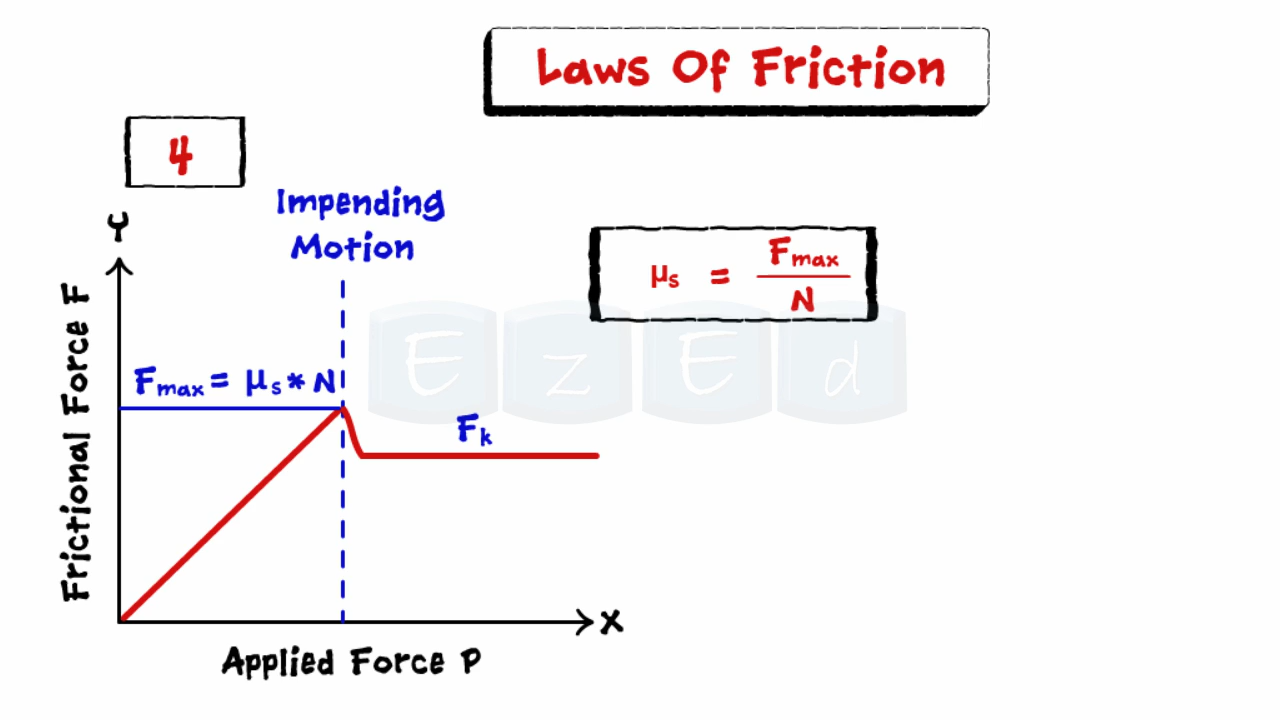 Laws Of Friction
4
Impending
Motion
Y
μs = Fmax
N
Frictional Force F
Fmax = μs * N
EzEd
Fk
X
Applied Force P